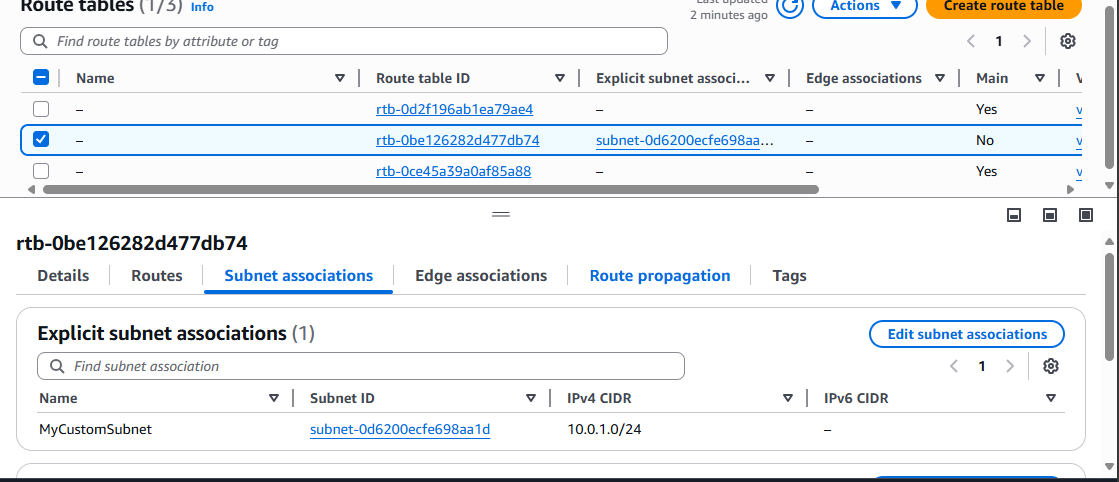 Route tables (1/3) Info
Last updated
2 minutes ago
Actions
Create route table
Find route tables by attribute or tag
1
Name Route table ID Explicit subnet associ... Edge associations Main V
– rtb-0d2f196ab1ea79ae4 – – Yes v
– rtb-0be126282d477db74 subnet-0d6200ecfe698aa... – No v
– rtb-0ce45a39a0af85a88 – – Yes v
rtb-0be126282d477db74
Details Routes Subnet associations Edge associations Route propagation Tags
Explicit subnet associations (1)
Edit subnet associations
Find subnet association
1
Name Subnet ID IPv4 CIDR IPv6 CIDR
MyCustomSubnet subnet-0d6200ecfe698aa1d 10.0.1.0/24 –